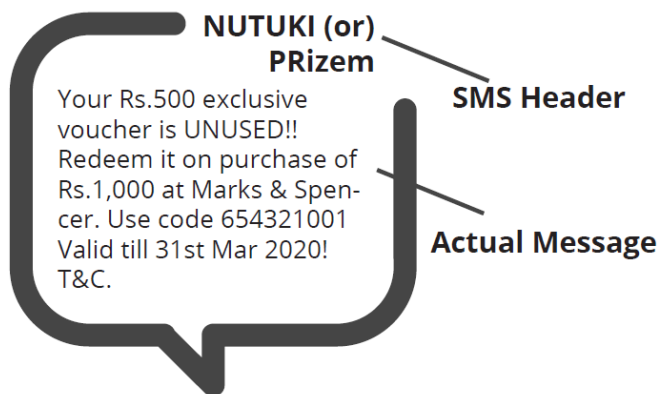 NUTUKI (or)
PRizem
SMS Header
Your Rs.500 exclusive
voucher is UNUSED!!
Redeem it on purchase of
Rs.1,000 at Marks & Spen-
cer. Use code 654321001
Valid till 31st Mar 2020!
T&C.
Actual Message